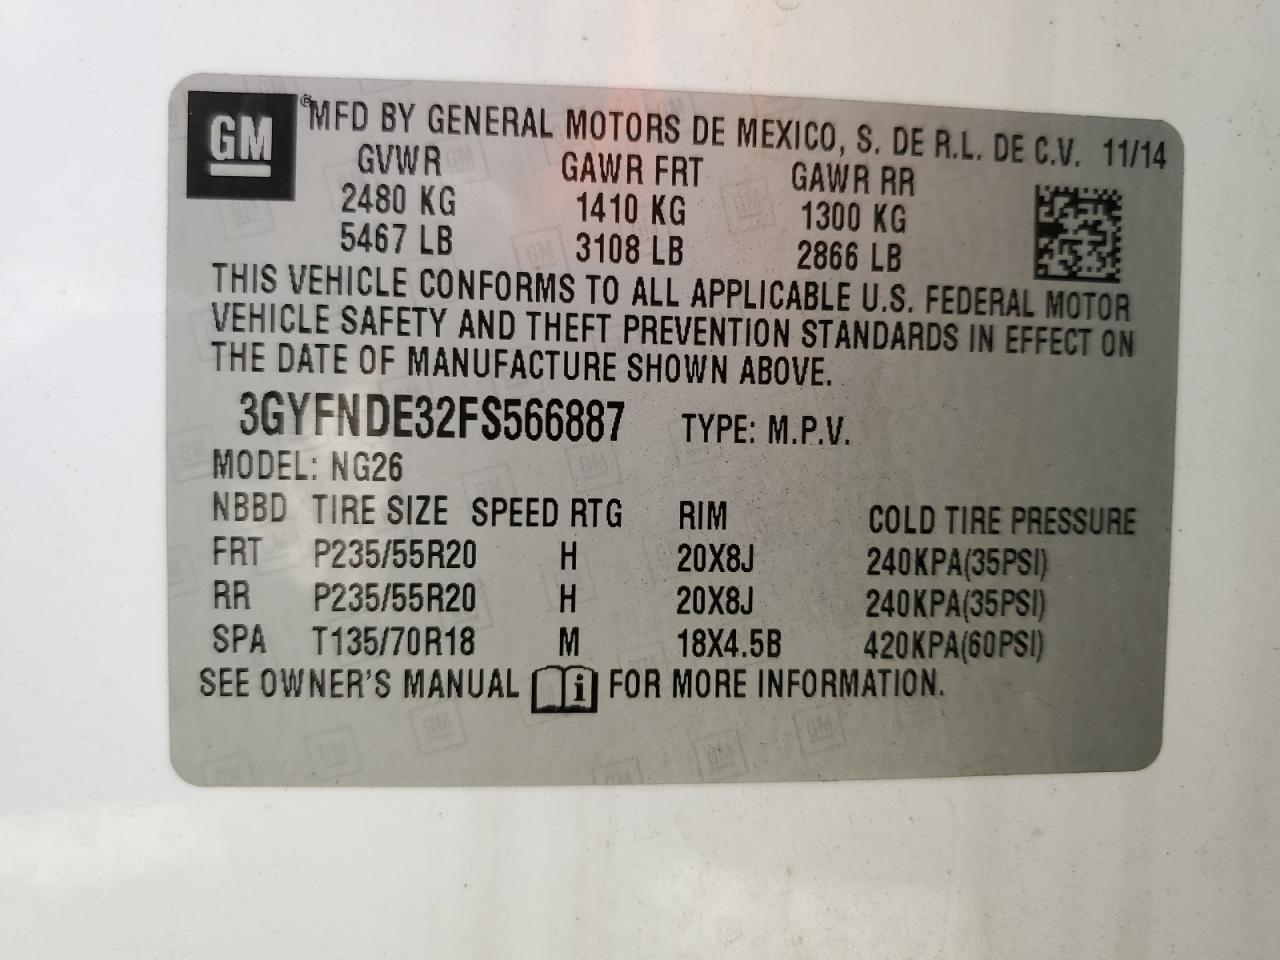 GM ® MFD BY GENERAL MOTORS DE MEXICO, S. DE R.L. DE C.V. 11/14
GVWR GAWR FRT GAWR RR
2480 KG 1410 KG 1300 KG
5467 LB 3108 LB 2866 LB
THIS VEHICLE CONFORMS TO ALL APPLICABLE U.S. FEDERAL MOTOR
VEHICLE SAFETY AND THEFT PREVENTION STANDARDS IN EFFECT ON
THE DATE OF MANUFACTURE SHOWN ABOVE.
3GYFNDE32FS566887 TYPE: M.P.V.
MODEL: NG26
NBBD TIRE SIZE SPEED RTG RIM COLD TIRE PRESSURE
FRT P235/55R20 H 20X8J 240KPA(35PSI)
RR P235/55R20 H 20X8J 240KPA(35PSI)
SPA T135/70R18 M 18X4.5B 420KPA(60PSI)
SEE OWNER'S MANUAL i FOR MORE INFORMATION.